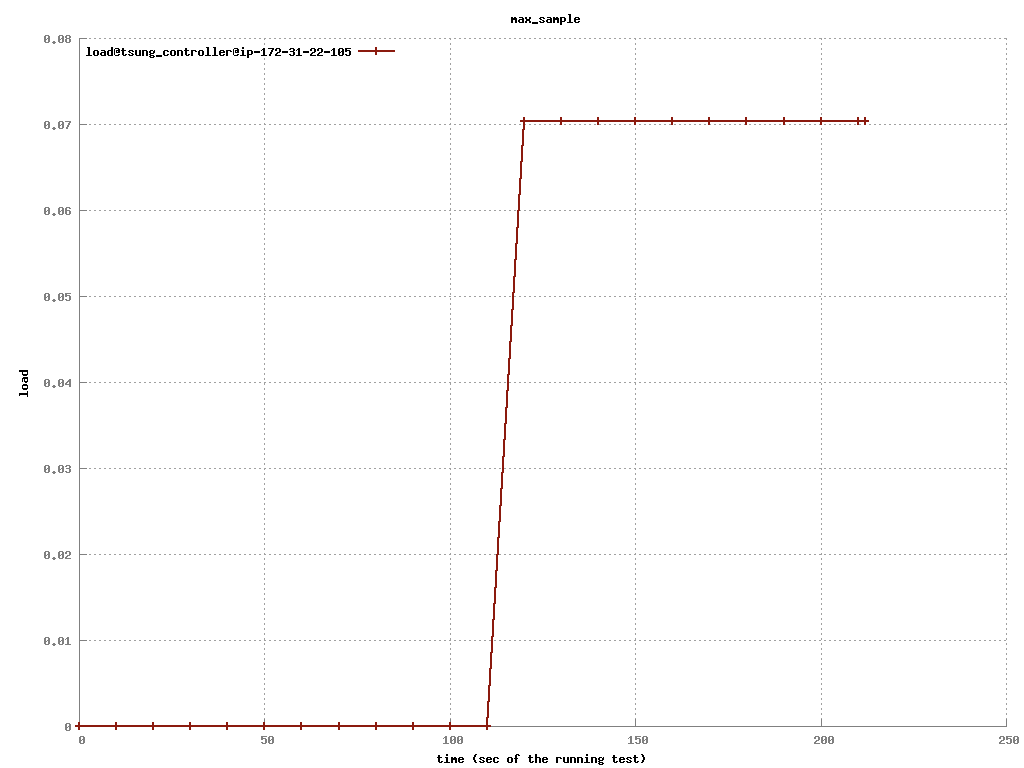 max_sample
load@tsung_controller@ip-172-31-22-105
0.08
0.07
0.06
0.05
0.04
0.03
0.02
0.01
0
load
0 50 100 150 200 250
time (sec of the running test)